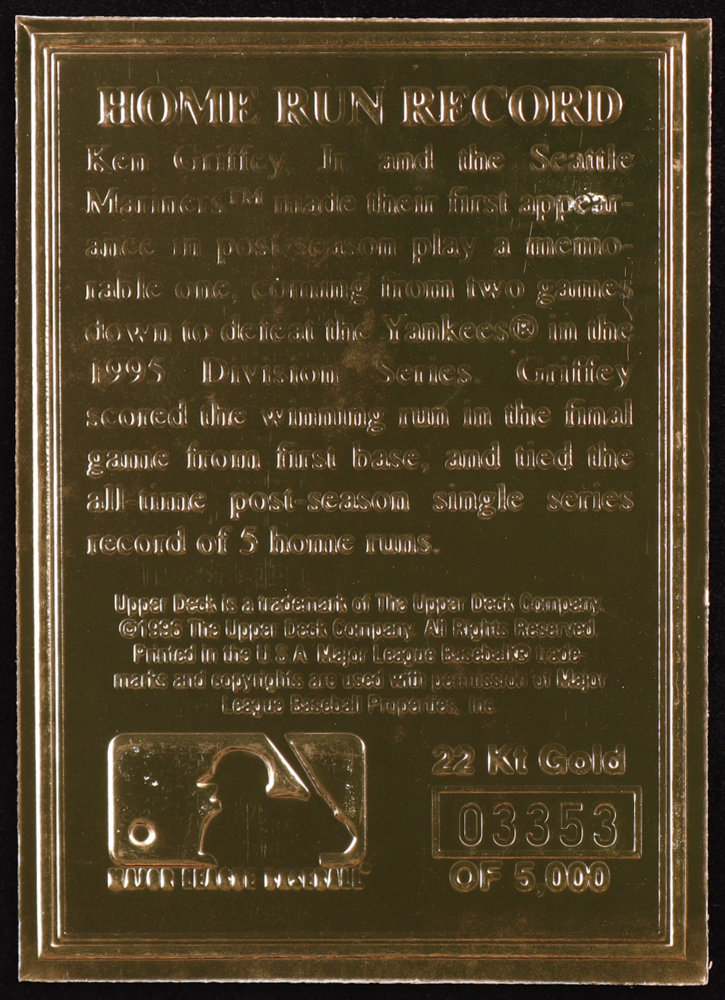 HOME RUN RECORD
Ken Griffey Jr. and the Seattle
Mariners™ made their first appear-
ance in post-season play a memo-
rable one, coming from two games
down to defeat the Yankees® in the
1995 Division Series. Griffey
scored the winning run in the final
game from first base, and tied the
all-time post-season single series
record of 5 home runs.
Upper Deck is a trademark of The Upper Deck Company.
©1996 The Upper Deck Company. All Rights Reserved.
Printed in the U.S.A. Major League Baseball® trade-
marks and copyrights are used with permission of Major
League Baseball Properties, Inc.
22 Kt Gold
03353
OF 5,000
MAJOR LEAGUE BASEBALL